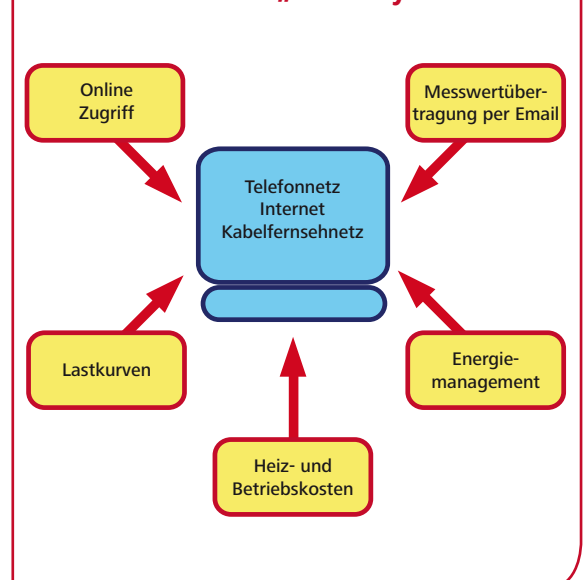 Online
Zugriff
Messwertüber-
tragung per Email
Telefonnetz
Internet
Kabelfernsehnetz
Lastkurven
Energie-
management
Heiz- und
Betriebskosten